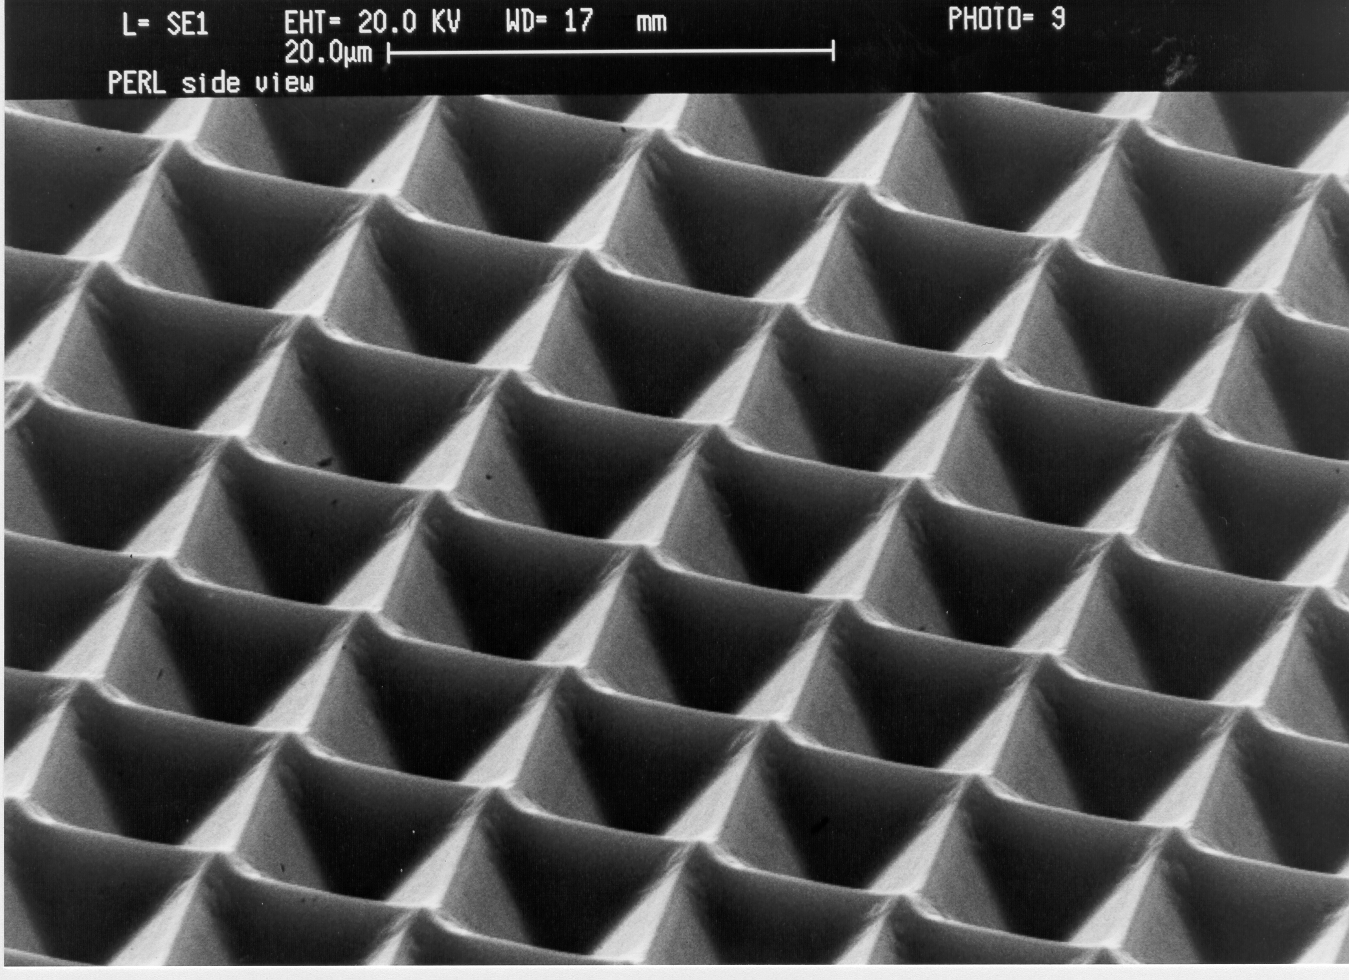 L= SE1 EHT= 20.0 KV WD= 17 mm PHOTO= 9
20.0µm
PERL side view